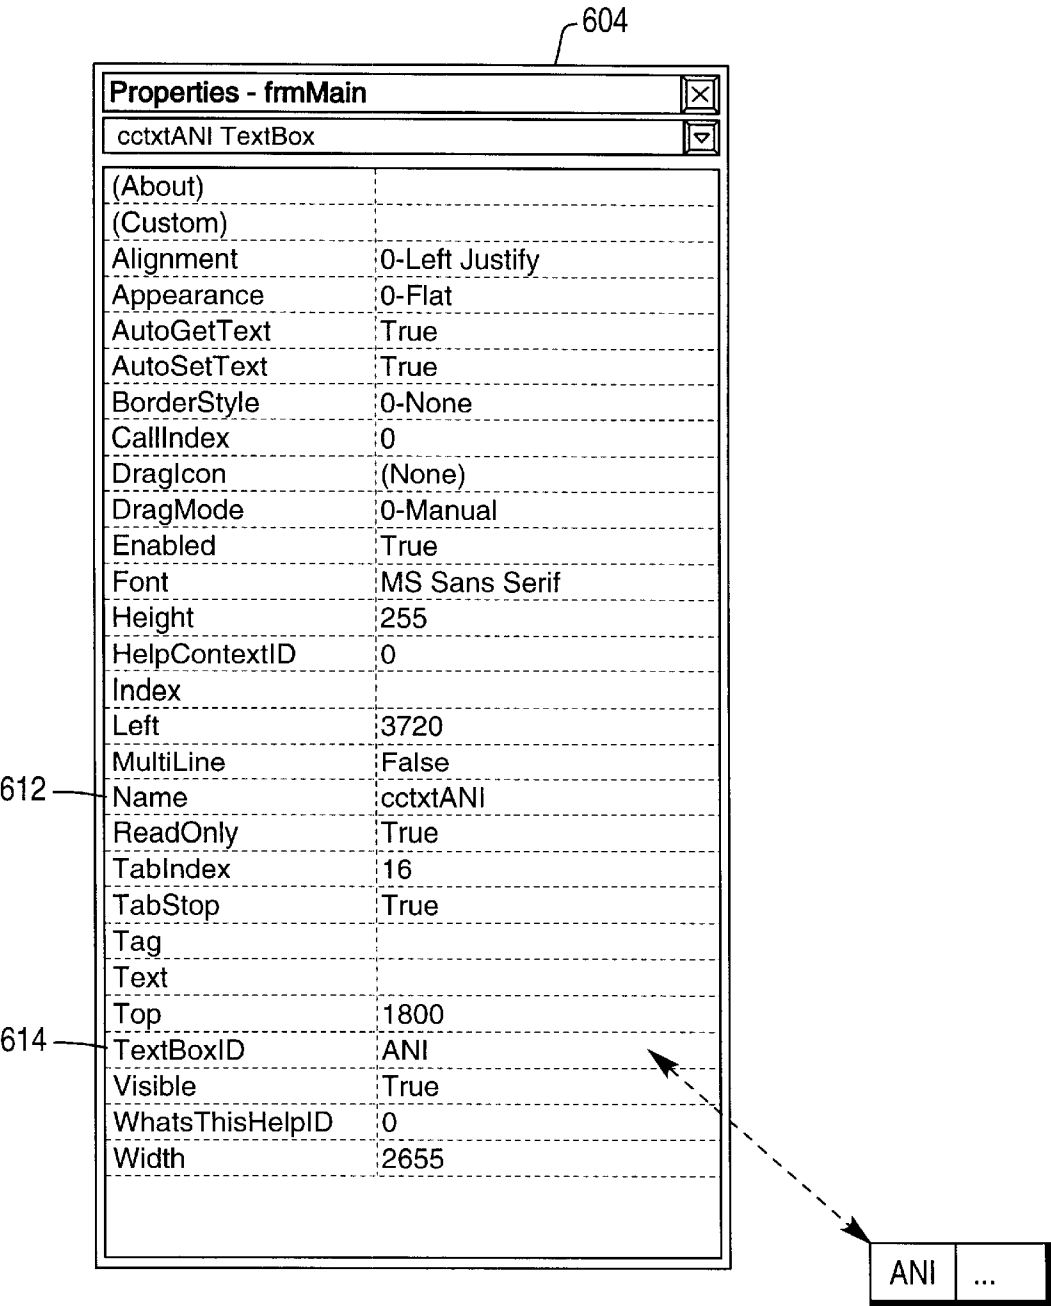 604
Properties - frmMain
cctxtANI TextBox
(About)
(Custom)
Alignment 0-Left Justify
Appearance 0-Flat
AutoGetText True
AutoSetText True
BorderStyle 0-None
CallIndex 0
DragIcon (None)
DragMode 0-Manual
Enabled True
Font MS Sans Serif
Height 255
HelpContextID 0
Index
Left 3720
MultiLine False
612 Name cctxtANI
ReadOnly True
TabIndex 16
TabStop True
Tag
Text
Top 1800
614 TextBoxID ANI
Visible True
WhatsThisHelpID 0
Width 2655
ANI ...